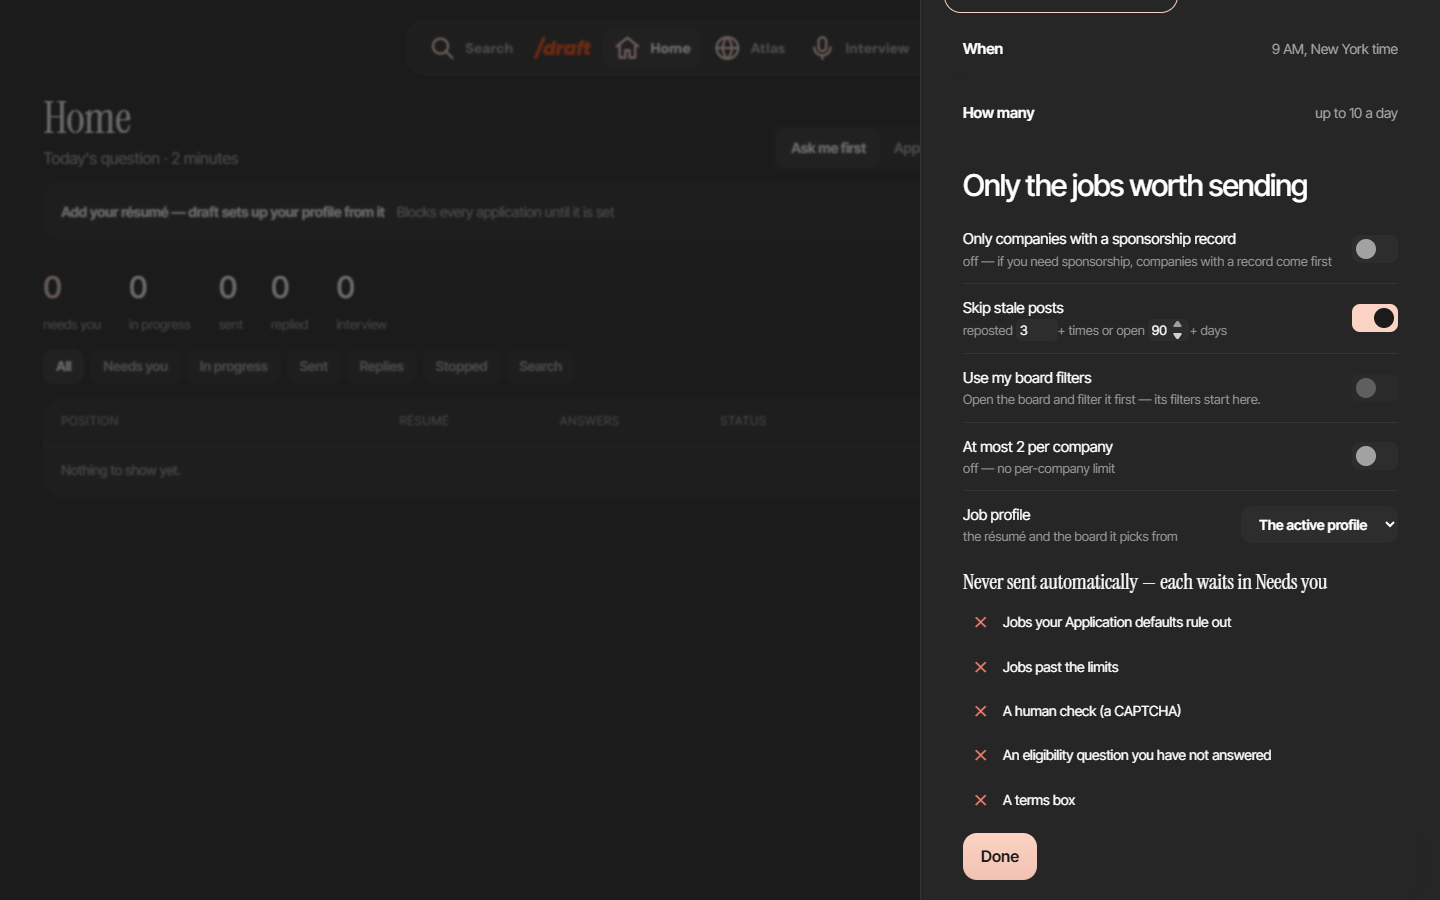 Search
/draft
Home
Atlas
Interview
Home
Today's question · 2 minutes
Ask me first
App
Add your résumé — draft sets up your profile from it
Blocks every application until it is set
0
0
0
0
0
needs you
in progress
sent
replied
interview
All
Needs you
In progress
Sent
Replies
Stopped
Search
POSITION
RÉSUMÉ
ANSWERS
STATUS
Nothing to show yet.
When
9 AM, New York time
How many
up to 10 a day
Only the jobs worth sending
Only companies with a sponsorship record
off — if you need sponsorship, companies with a record come first
Skip stale posts
reposted 3 + times or open 90 + days
Use my board filters
Open the board and filter it first — its filters start here.
At most 2 per company
off — no per-company limit
Job profile
the résumé and the board it picks from
The active profile
Never sent automatically — each waits in Needs you
Jobs your Application defaults rule out
Jobs past the limits
A human check (a CAPTCHA)
An eligibility question you have not answered
A terms box
Done